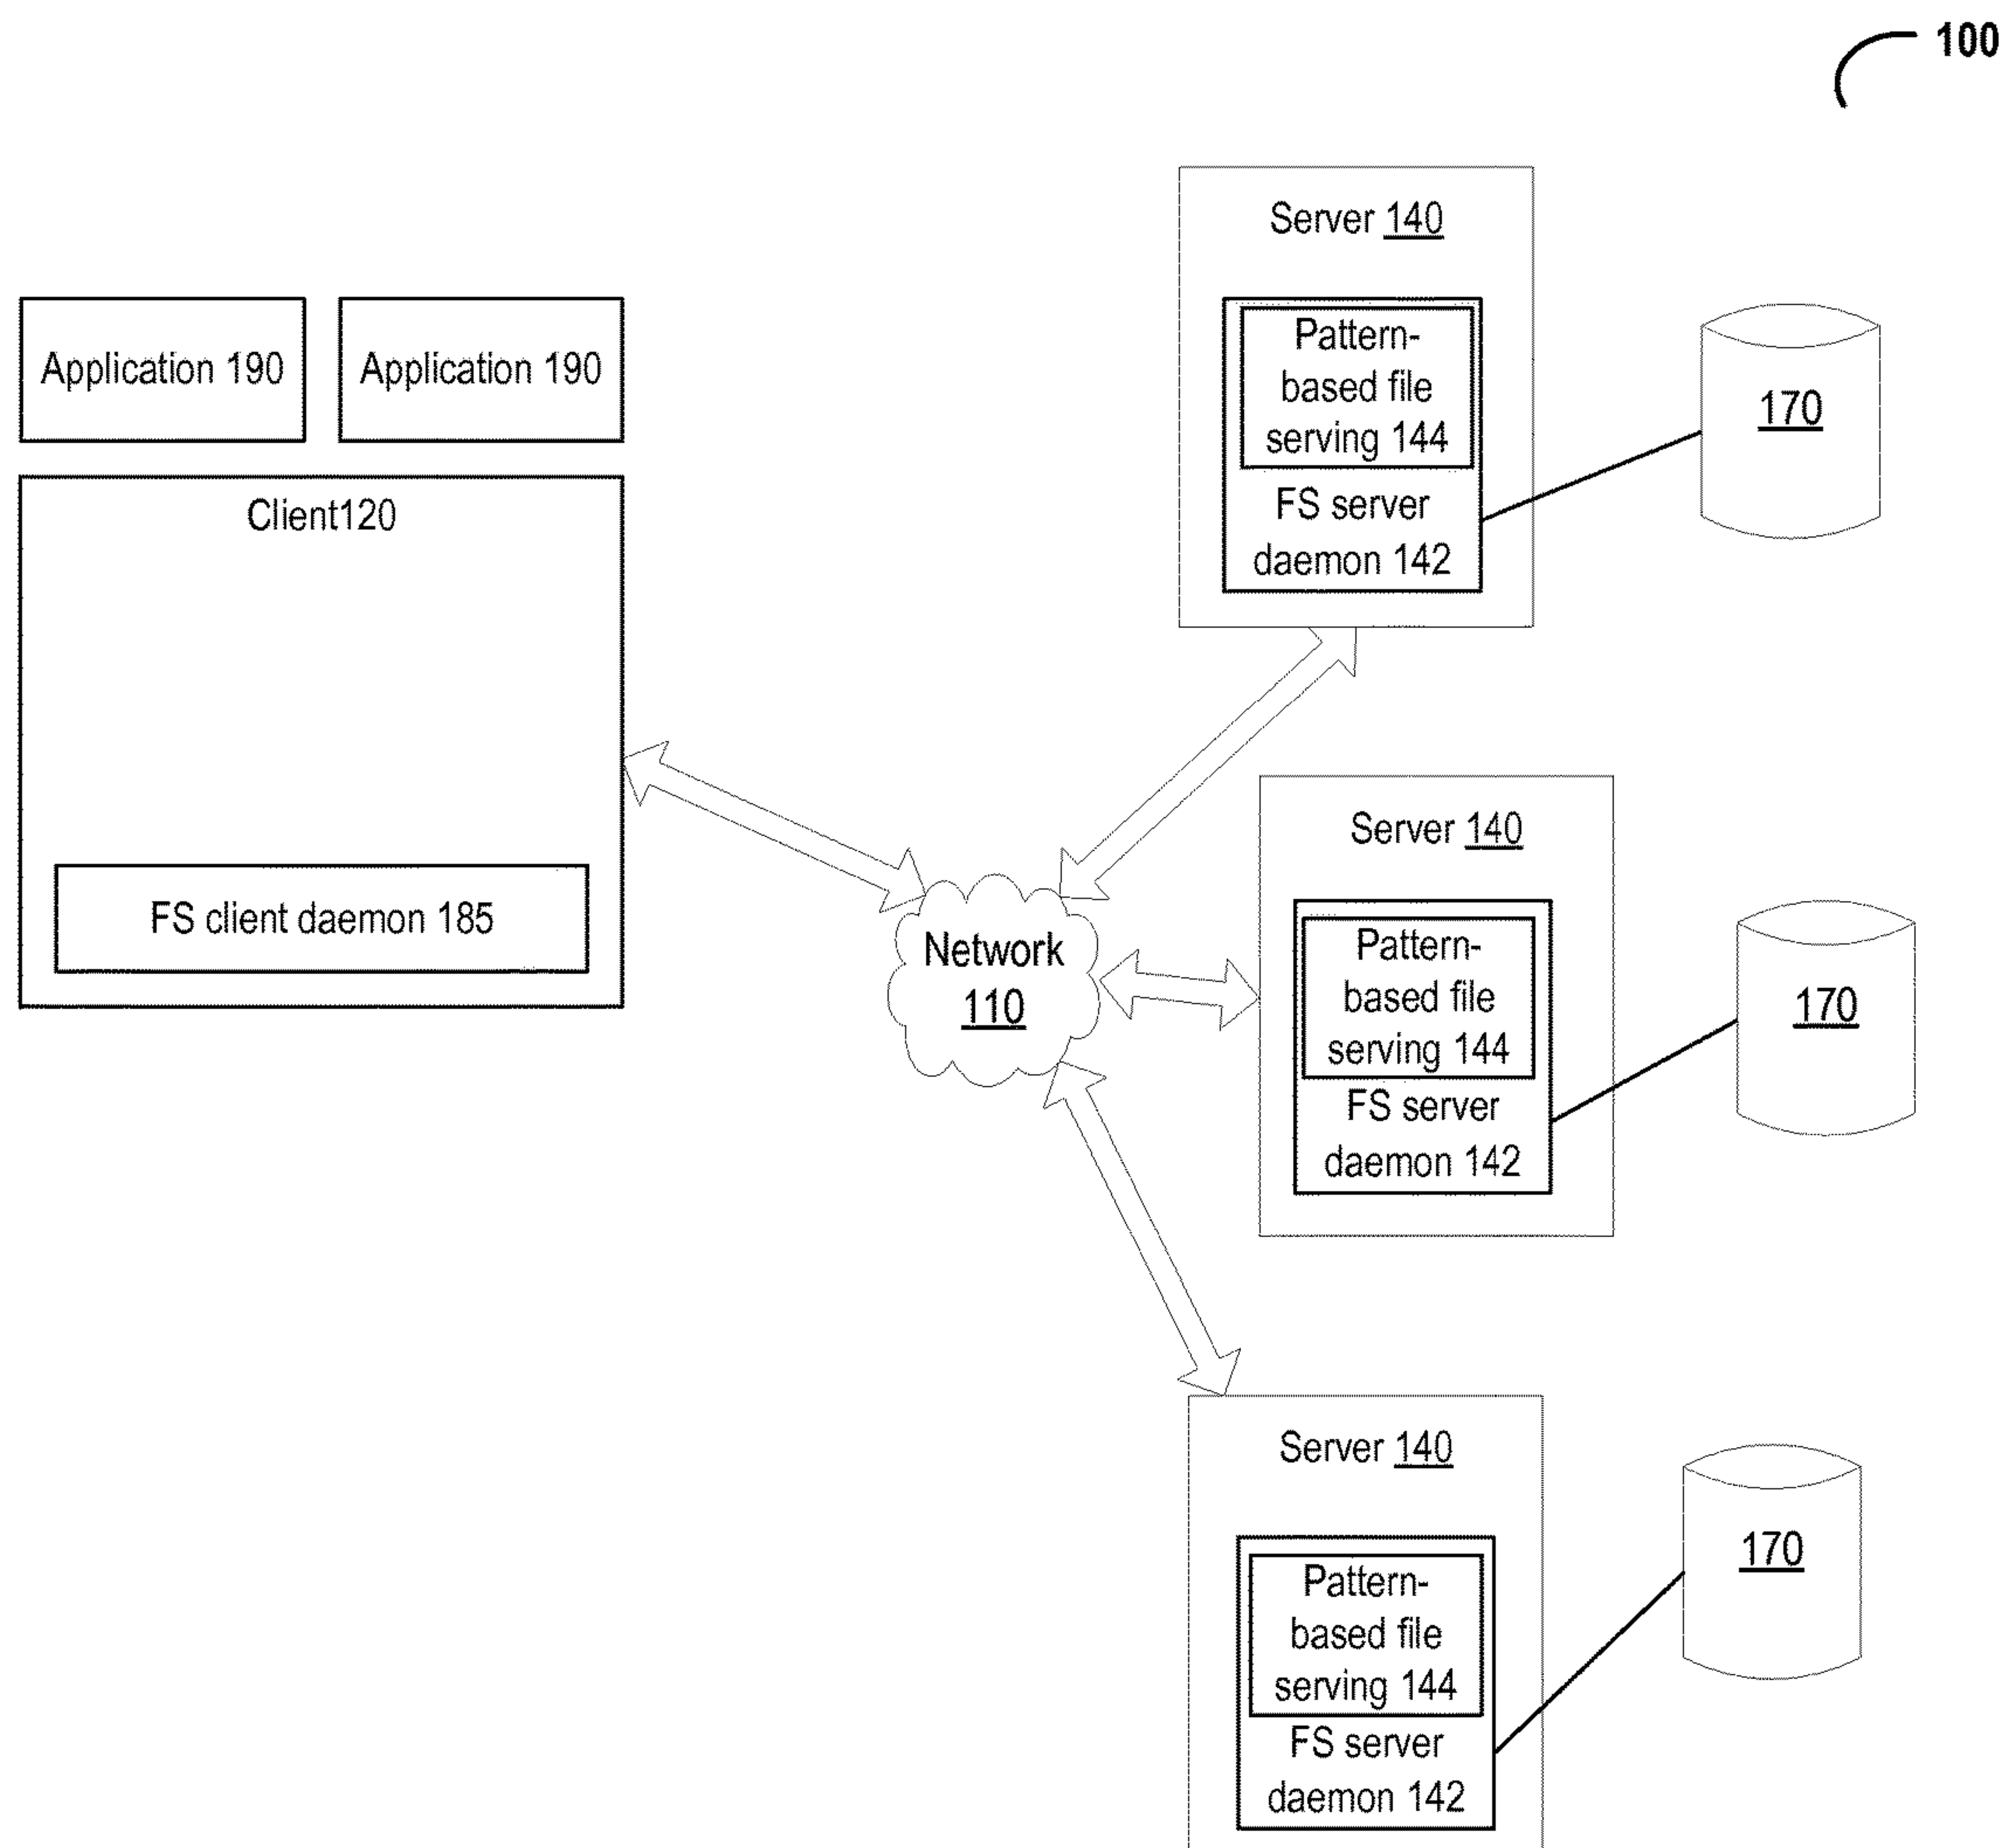 100
Application 190
Application 190
Client120
FS client daemon 185
Network
110
Server 140
Pattern-
based file
serving 144
FS server
daemon 142
170
Server 140
Pattern-
based file
serving 144
FS server
daemon 142
170
Server 140
Pattern-
based file
serving 144
FS server
daemon 142
170